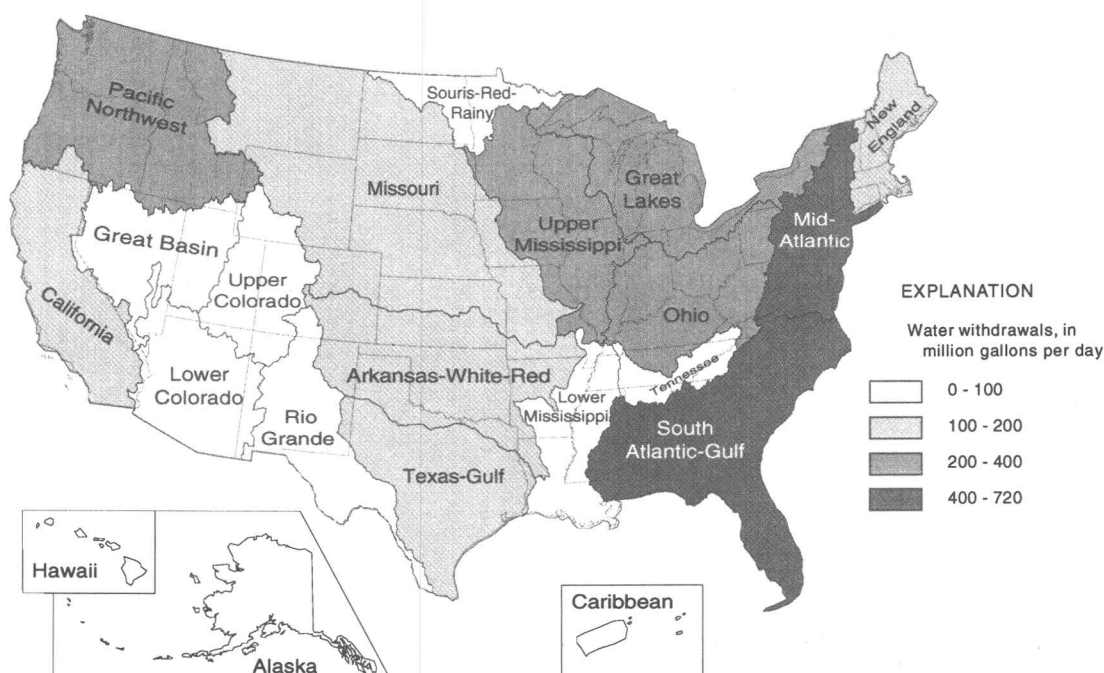 Pacific
Northwest
Souris-Red-
Rainy
New
England
Missouri
Great
Lakes
Upper
Mississippi
Mid-
Atlantic
Great Basin
Upper
Colorado
California
Ohio
Tennessee
Lower
Colorado
Arkansas-White-Red
Lower
Mississippi
Rio
Grande
South
Atlantic-Gulf
Texas-Gulf
Hawaii
Alaska
Caribbean
EXPLANATION
Water withdrawals, in
million gallons per day
0 - 100
100 - 200
200 - 400
400 - 720